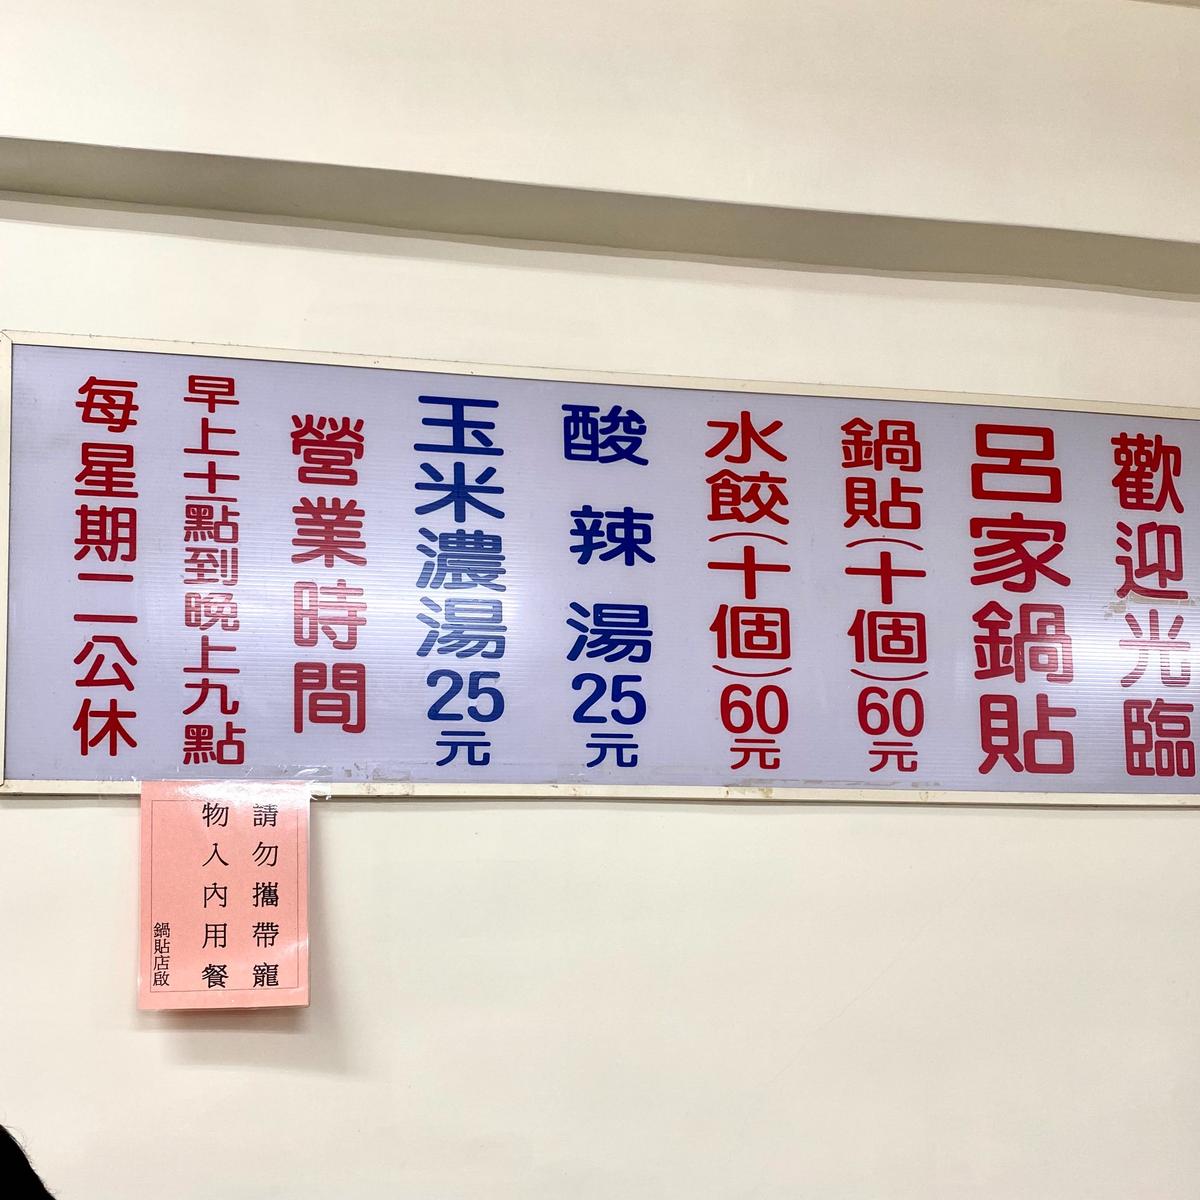 歡迎光臨
呂家鍋貼
鍋貼(十個)60元
水餃(十個)60元
酸辣湯25元
玉米濃湯25元
營業時間
早上十一點到晚上九點
每星期二公休
請勿攜帶寵
物入內用餐
鍋貼店啟